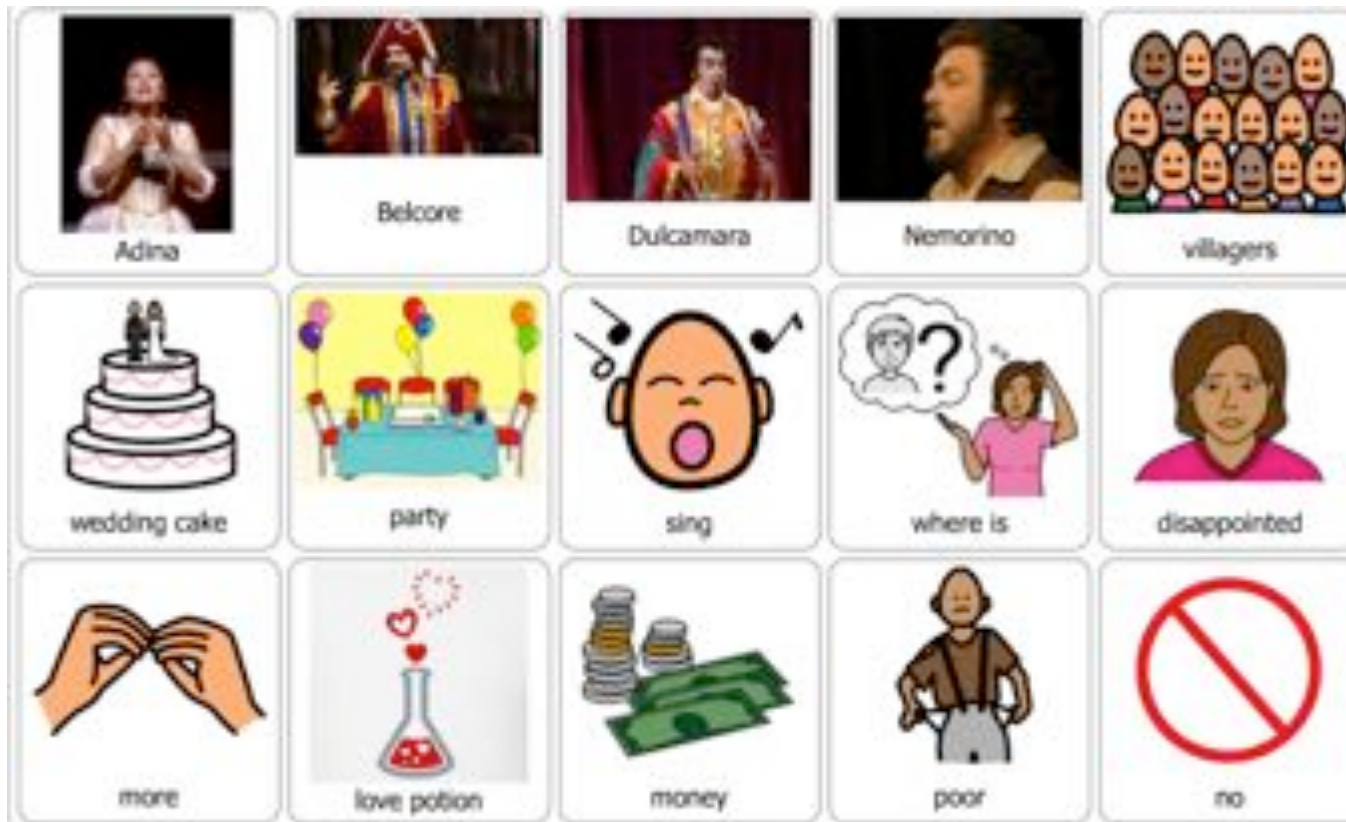 Adina
Belcore
Dulcamara
Nemorino
villagers
wedding cake
party
sing
where is
disappointed
more
love potion
money
poor
no